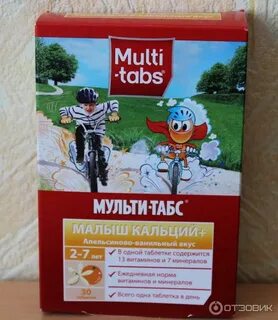 Multi
-tabs®
МУЛЬТИ-ТАБС®
МАЛЫШ КАЛЬЦИЙ+
Апельсиново-ванильный вкус
2-7 лет
В одной таблетке содержится
13 витаминов и 7 минералов
Ежедневная норма
витаминов и минералов
30
таблеток
Всего одна таблетка в день
ОТЗОВИК